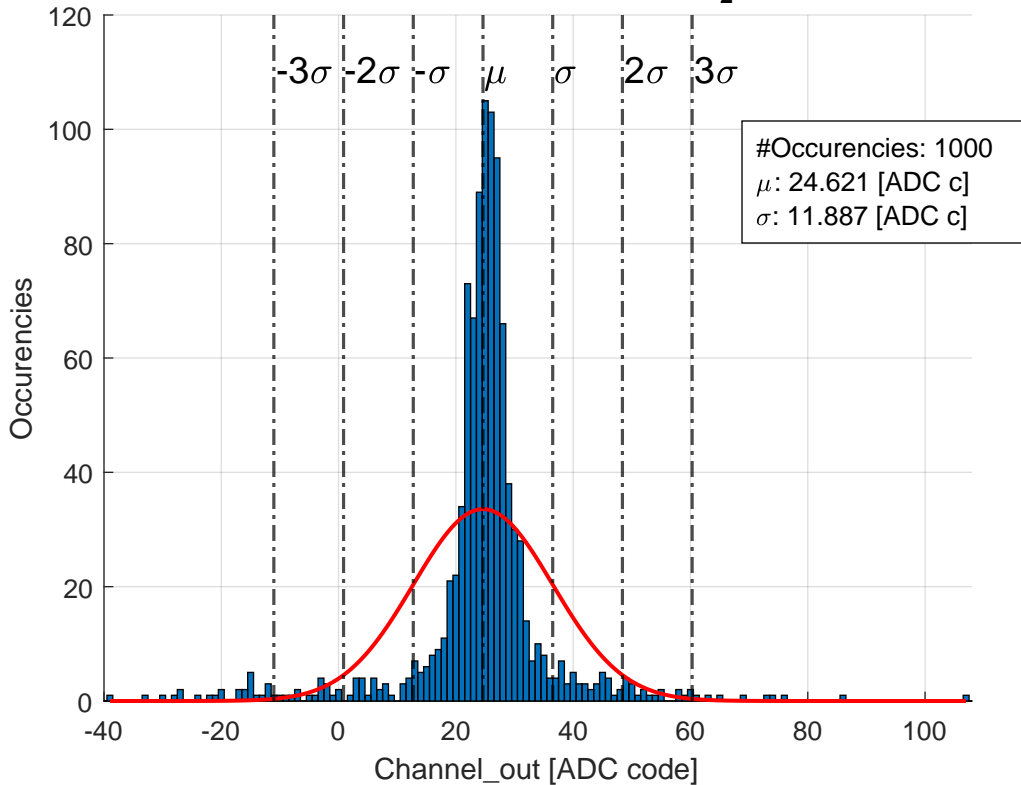 2
120
100
80
60
40
20
0
-3σ -2σ -σ μ σ 2σ 3σ
#Occurencies: 1000
μ: 24.621 [ADC c]
σ: 11.887 [ADC c]
Occurencies
-40 -20 0 20 40 60 80 100
Channel_out [ADC code]